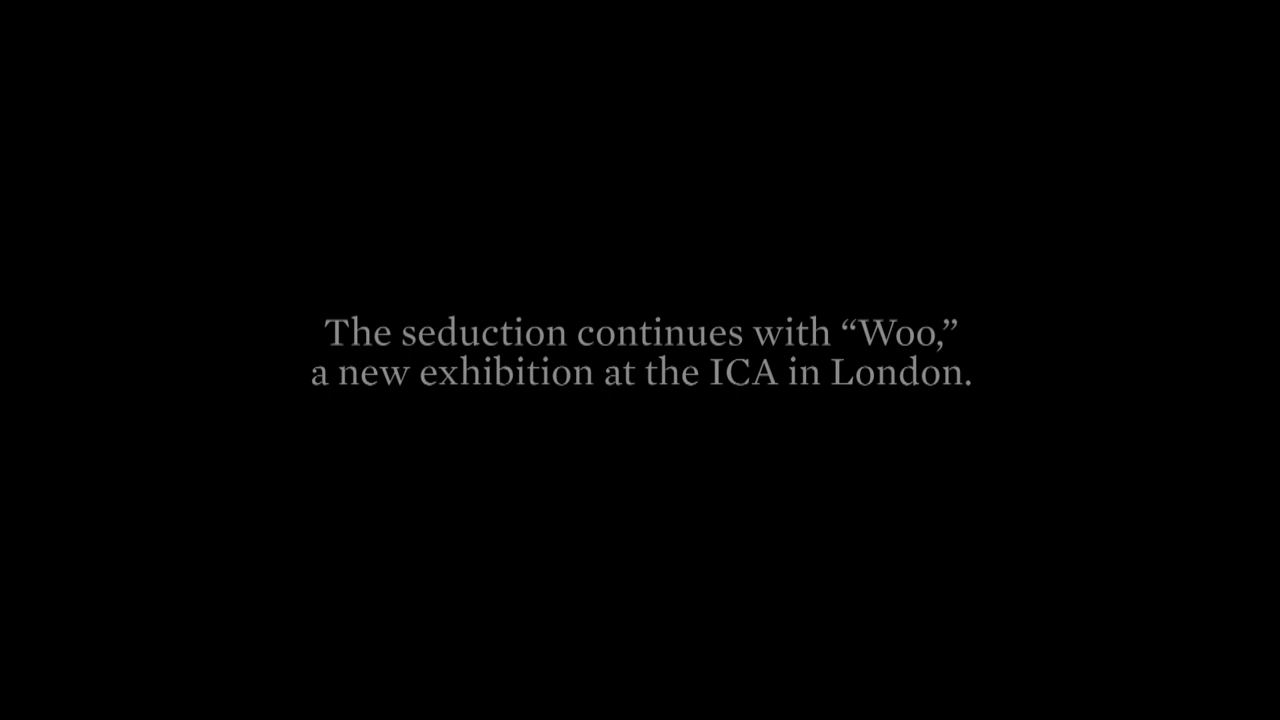 The seduction continues with “Woo,”
a new exhibition at the ICA in London.